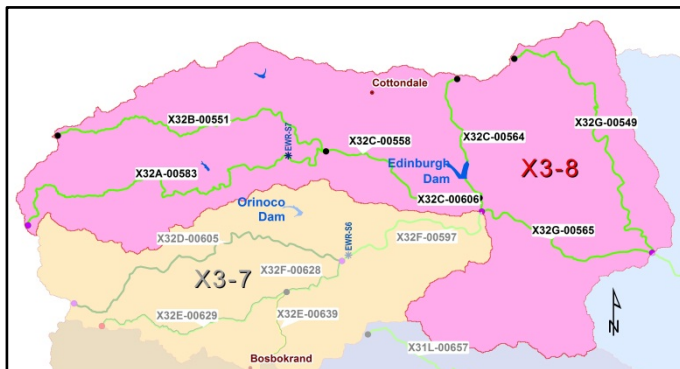 Cottondale
X32B-00551
X32G-00549
EWR-S7
X32C-00558
X32C-00564
X32A-00583
Edinburgh
Dam
X3-8
X32C-00606
Orinoco
Dam
X32G-00565
X32D-00605
EWR-S6
X32F-00597
X32F-00628
X3-7
X32E-00629
X32E-00639
N
Bosbokrand
X31L-00657